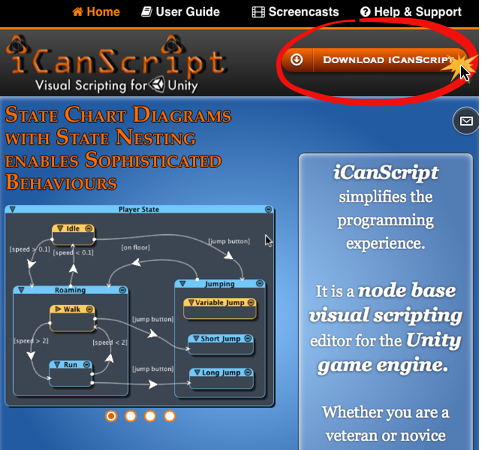 Home User Guide Screencasts Help & Support
iCanScript
Visual Scripting for Unity
Download iCanScript
State Chart Diagrams
with State Nesting
enables Sophisticated
Behaviours
Player State
Idle
[speed > 0.1]
[speed < 0.1]
[on floor]
[jump button]
Roaming
Jumping
Walk
Variable Jump
[jump button]
[speed > 2]
[speed < 2]
Short Jump
Run
[jump button]
Long Jump
iCanScript
simplifies the
programming
experience.
It is a node base
visual scripting
editor for the Unity
game engine.
Whether you are a
veteran or novice